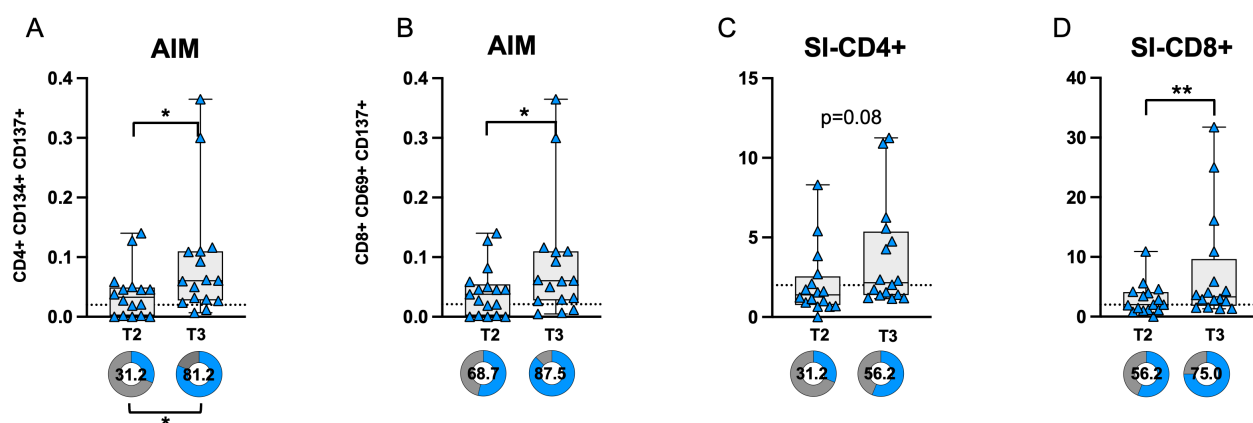 A
AIM
CD4+ CD134+ CD137+
0.4
0.3
0.2
0.1
0.0
*
T2
T3
31.2
81.2
*
B
AIM
CD8+ CD69+ CD137+
0.4
0.3
0.2
0.1
0.0
*
T2
T3
68.7
87.5
C
SI-CD4+
15
10
5
0
p=0.08
T2
T3
31.2
56.2
D
SI-CD8+
40
30
20
10
0
**
T2
T3
56.2
75.0